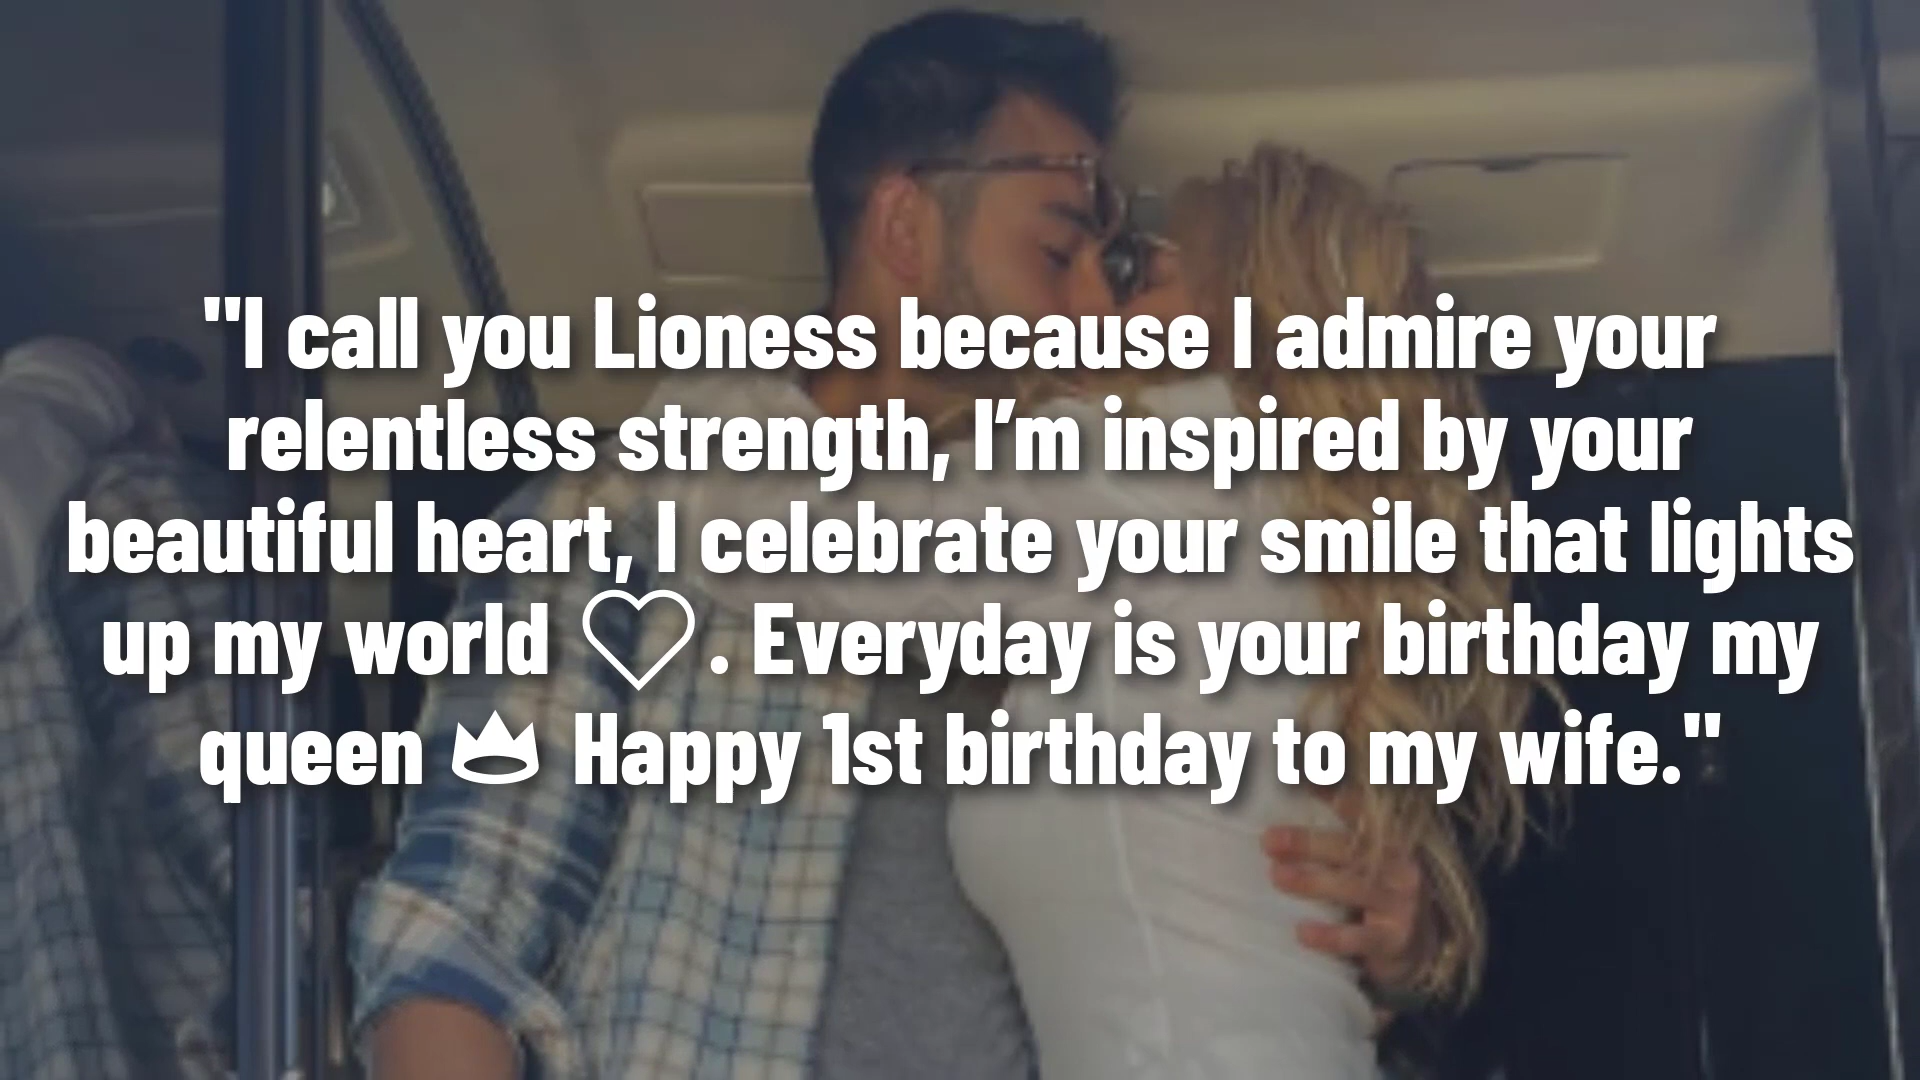 "I call you Lioness because I admire your
relentless strength, I’m inspired by your
beautiful heart, I celebrate your smile that lights
up my world ♡. Everyday is your birthday my
queen 👑 Happy 1st birthday to my wife."